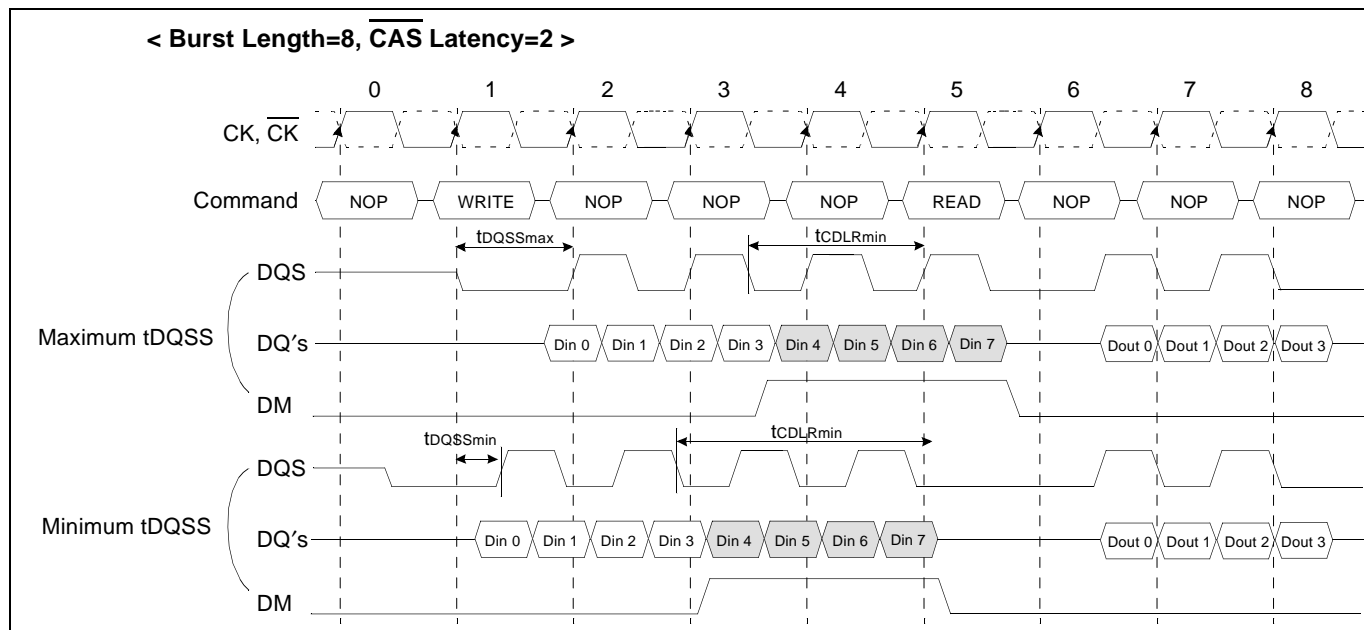 < Burst Length=8, CAS Latency=2 >
0 1 2 3 4 5 6 7 8
CK, CK
Command NOP WRITE NOP NOP NOP READ NOP NOP NOP
tDQSSmax tCDLRmin
DQS
Maximum tDQSS
DQ's Din 0 Din 1 Din 2 Din 3 Din 4 Din 5 Din 6 Din 7 Dout 0 Dout 1 Dout 2 Dout 3
DM
tDQSSmin tCDLRmin
DQS
Minimum tDQSS
DQ's Din 0 Din 1 Din 2 Din 3 Din 4 Din 5 Din 6 Din 7 Dout 0 Dout 1 Dout 2 Dout 3
DM